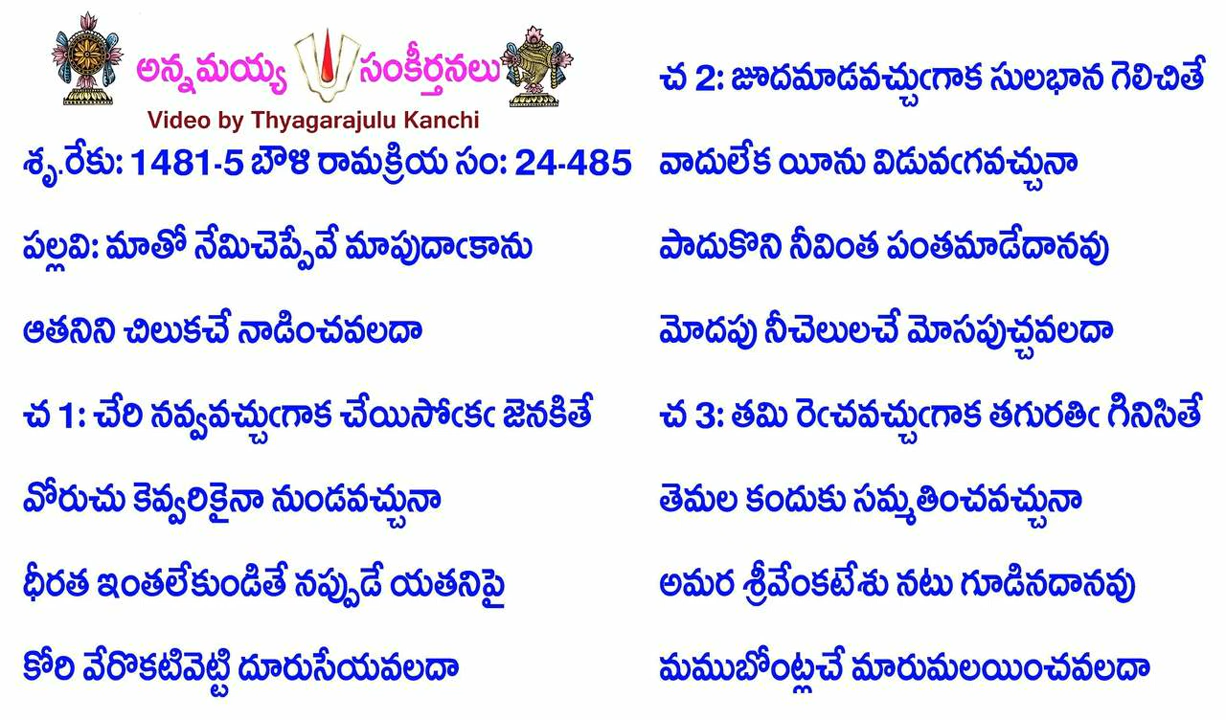 అన్నమయ్య సంకీర్తనలు
Video by Thyagarajulu Kanchi
శృ.రేకు: 1481-5 బౌళి రామక్రియ సం: 24-485
పల్లవి: మాతో నేమిచెప్పేవే మాపుదాఁకాను
ఆతనిని చిలుకచే నాడించవలదా
చ 1: చేరి నవ్వవచ్చుఁగాక చేయిసోఁకఁ జెనకితే
వోరుచు కెవ్వరికైనా నుండవచ్చునా
ధీరత ఇంతలేకుండితే నప్పుడే యతనిపై
కోరి వేరొకటివెట్టి దూరుసేయవలదా
చ 2: జూదమాడవచ్చుఁగాక సులభాన గెలిచితే
వాదులేక యీను విడువఁగవచ్చునా
పాదుకొని నీవింత పంతమాడేదానవు
మోదపు నీచెలులచే మోసపుచ్చవలదా
చ 3: తమి రెఁచవచ్చుఁగాక తగురతిఁ గినిసితే
తెమల కందుకు సమ్మతించవచ్చునా
అమర శ్రీవేంకటేశు నటు గూడినదానవు
మముబోంట్లచే మారుమలయించవలదా